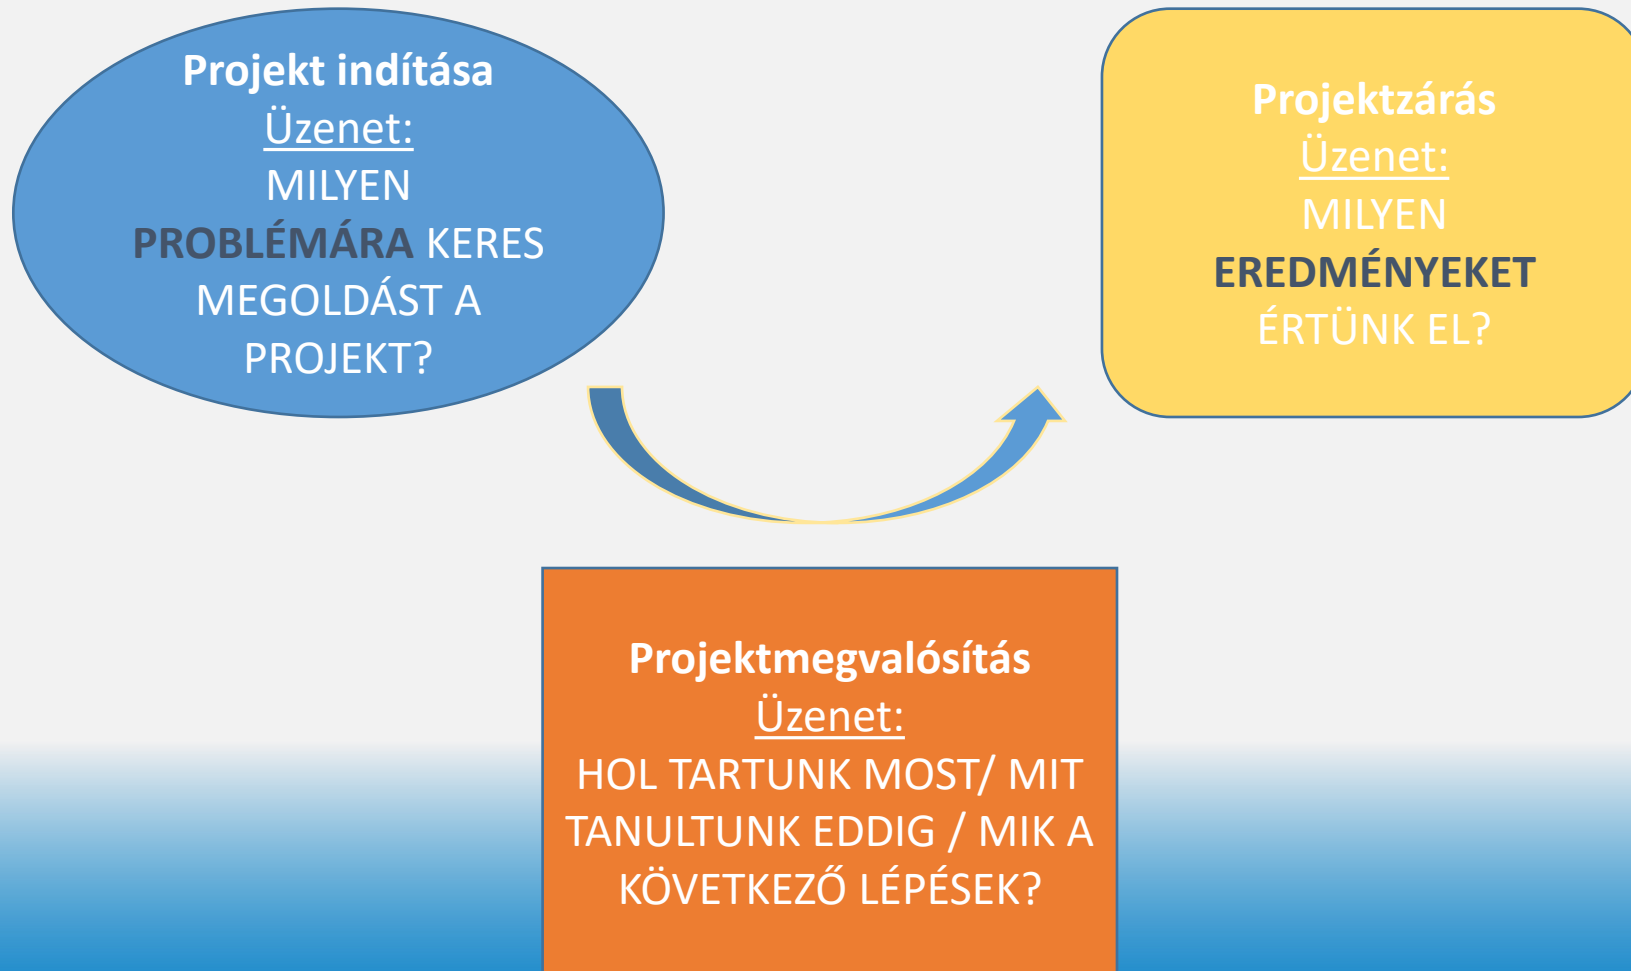 Projekt indítása
Üzenet:
MILYEN
PROBLÉMÁRA KERES
MEGOLDÁST A
PROJEKT?
Projektmegvalósítás
Üzenet:
HOL TARTUNK MOST/ MIT
TANULTUNK EDDIG / MIK A
KÖVETKEZŐ LÉPÉSEK?
Projektzárás
Üzenet:
MILYEN
EREDMÉNYEKET
ÉRTÜNK EL?